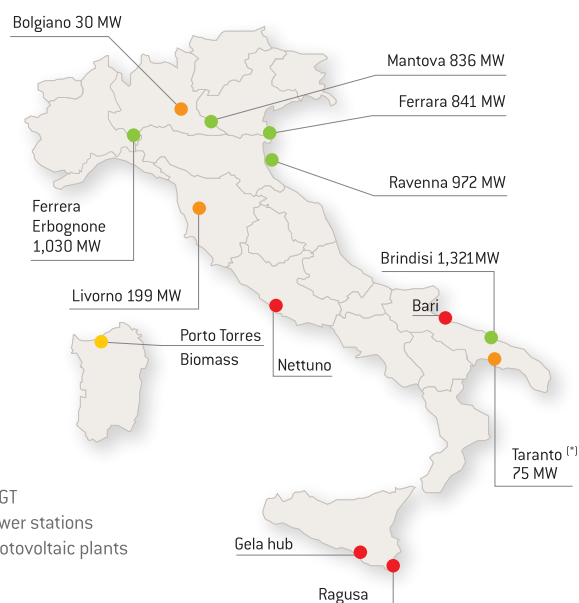 Bolgiano 30 MW
Mantova 836 MW
Ferrara 841 MW
Ravenna 972 MW
Ferrera
Erbognone
1,030 MW
Brindisi 1,321MW
Livorno 199 MW
Bari
Porto Torres
Biomass
Nettuno
Taranto (*)
75 MW
GT
wer stations
otovoltaic plants
Gela hub
Ragusa